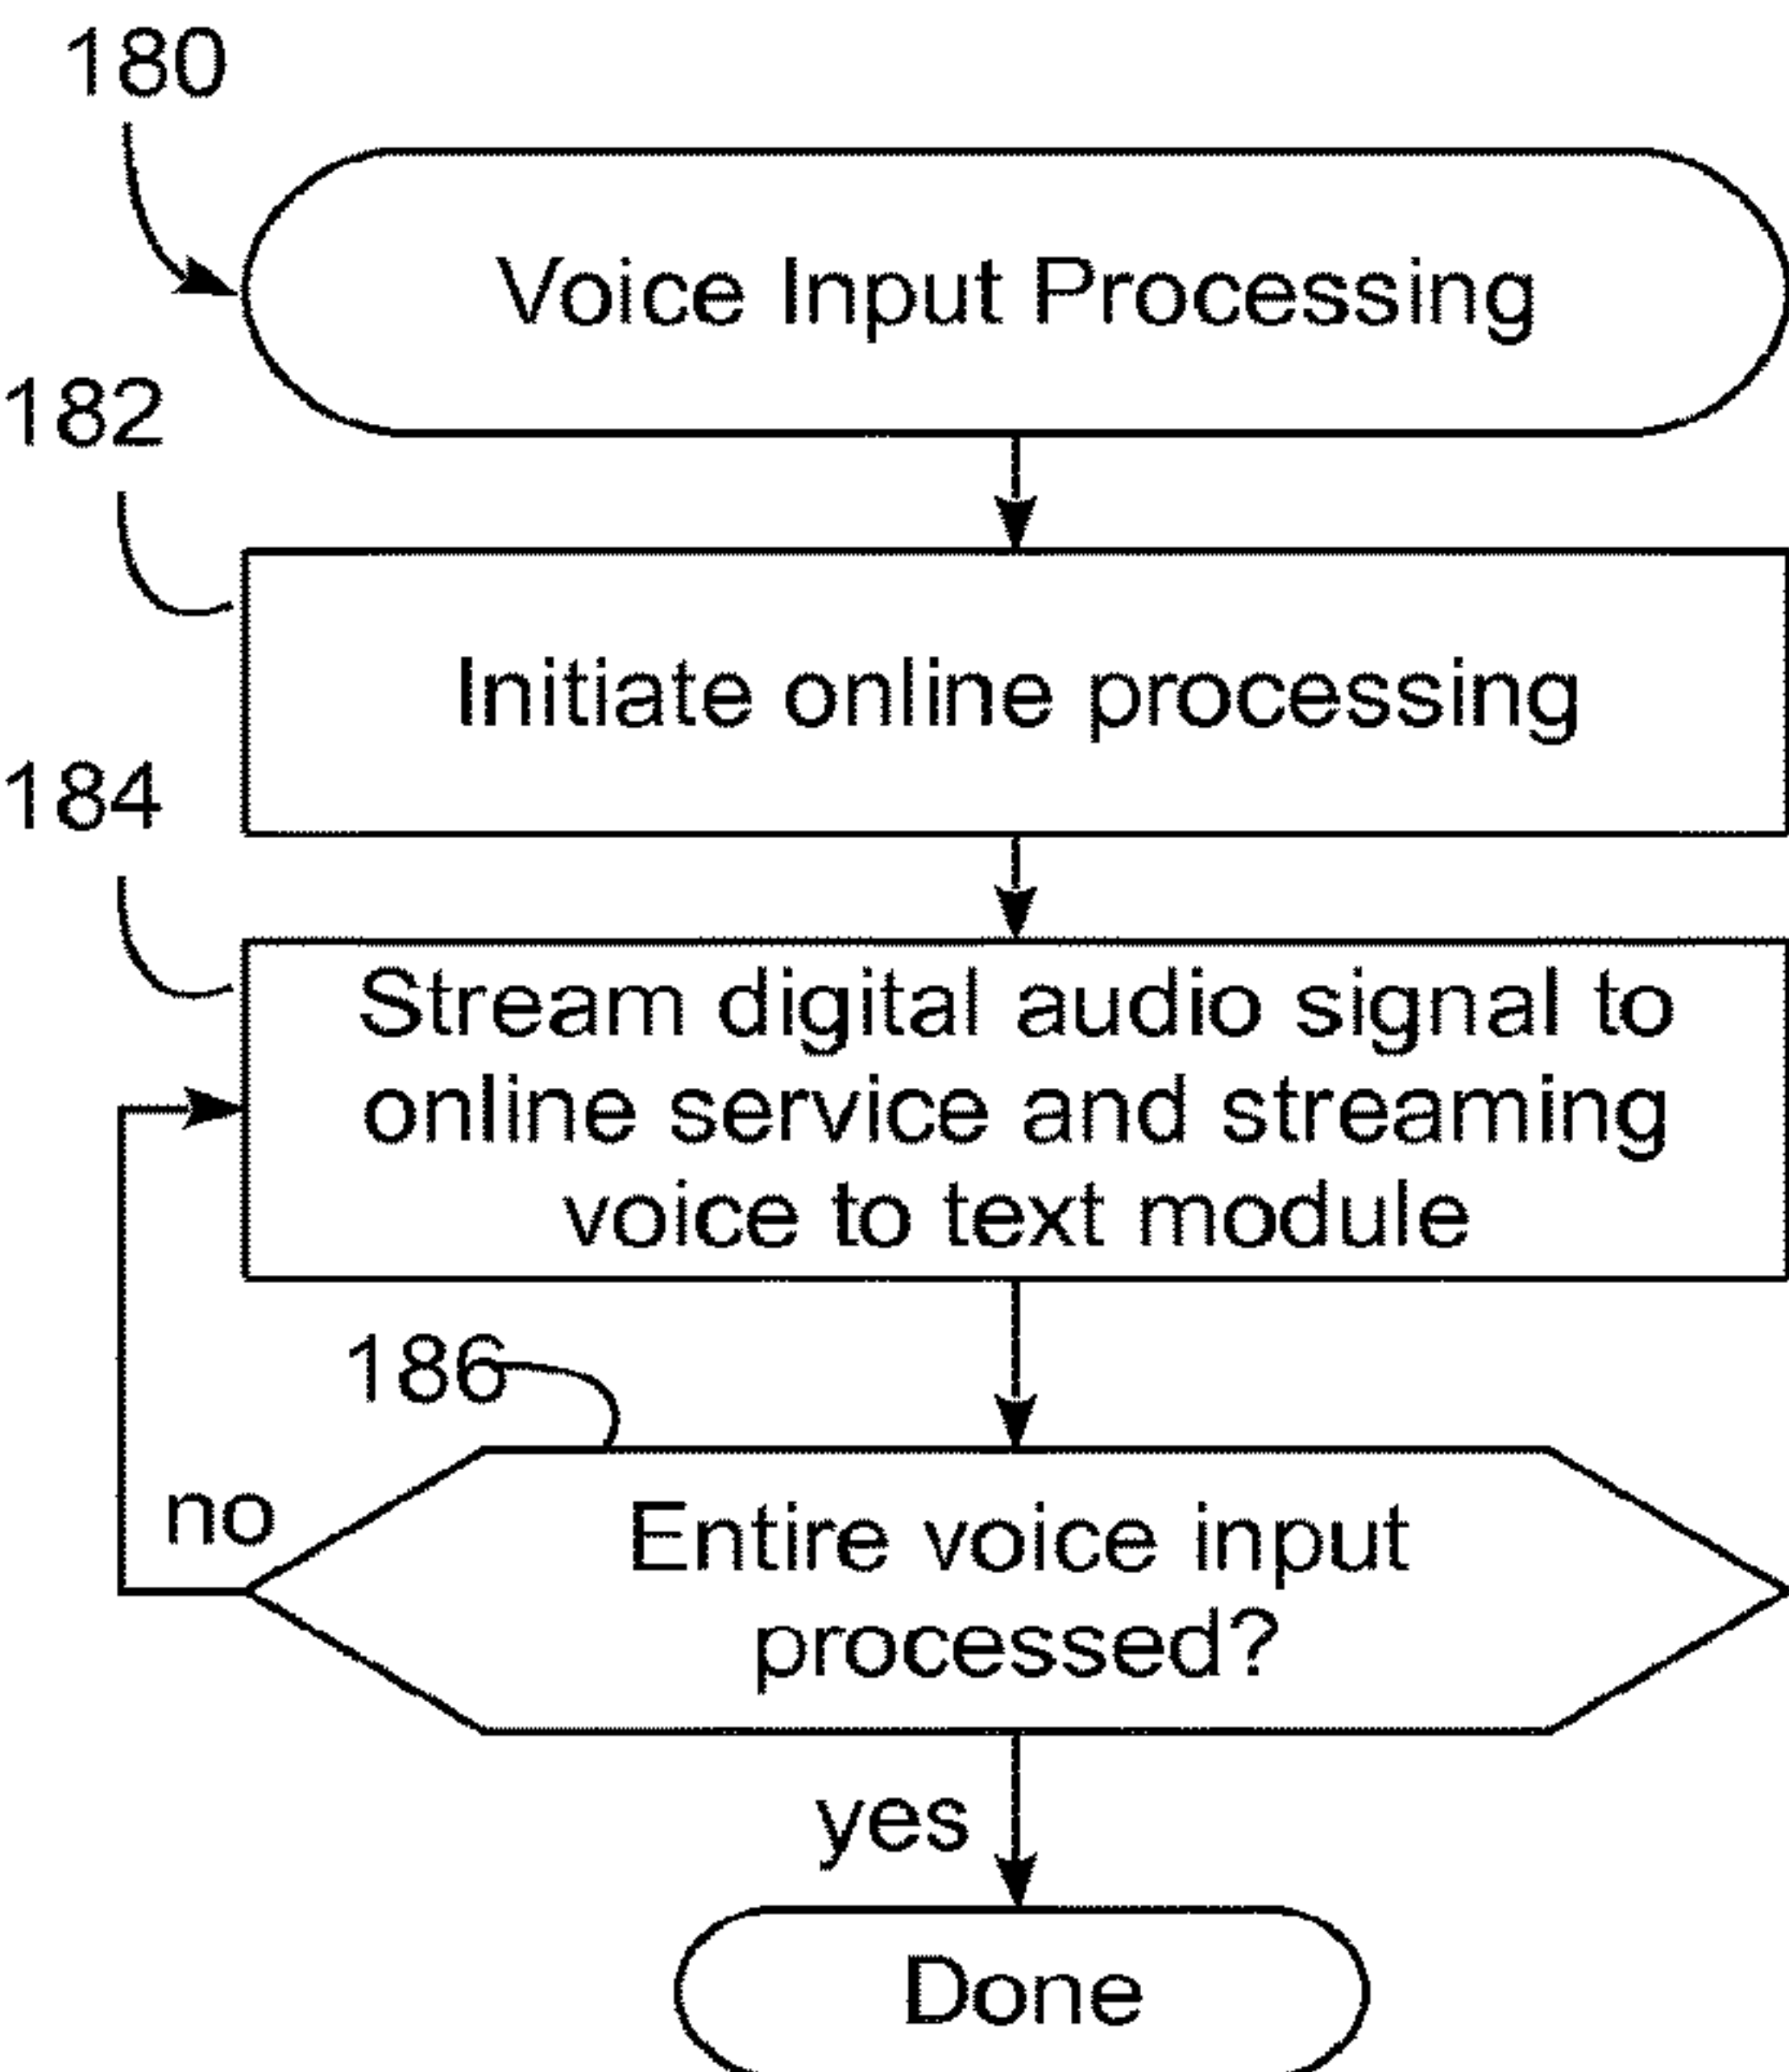 180
Voice Input Processing
182
Initiate online processing
184
Stream digital audio signal to
online service and streaming
voice to text module
186
no
Entire voice input
processed?
yes
Done